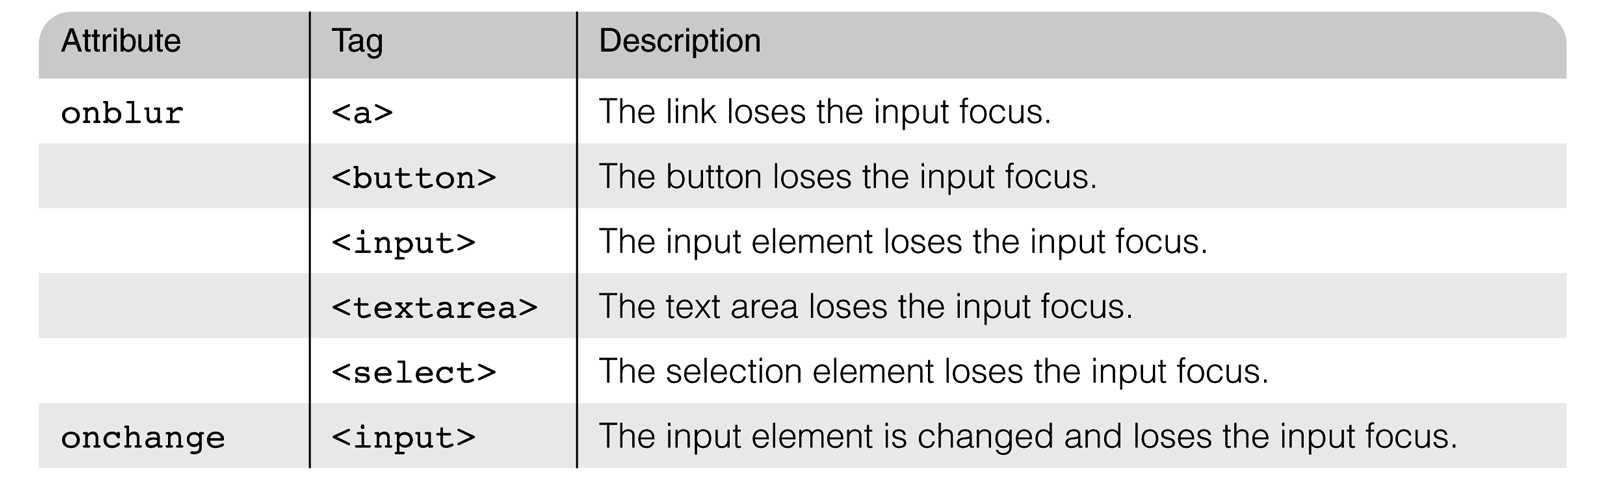 Attribute Tag Description
onblur <a> The link loses the input focus.
<button> The button loses the input focus.
<input> The input element loses the input focus.
<textarea> The text area loses the input focus.
<select> The selection element loses the input focus.
onchange <input> The input element is changed and loses the input focus.